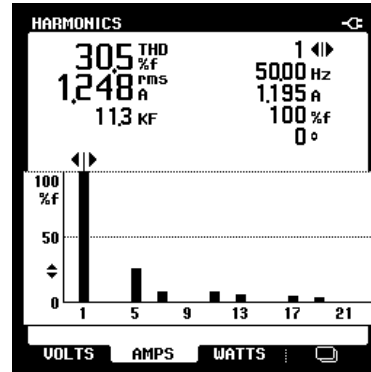 HARMONICS
30,5 THD %f
1,248 rms A
11,3 KF
1
50,00 Hz
1,195 A
100 %f
0 °
100
%f
50
0
1 5 9 13 17 21
VOLTS AMPS WATTS